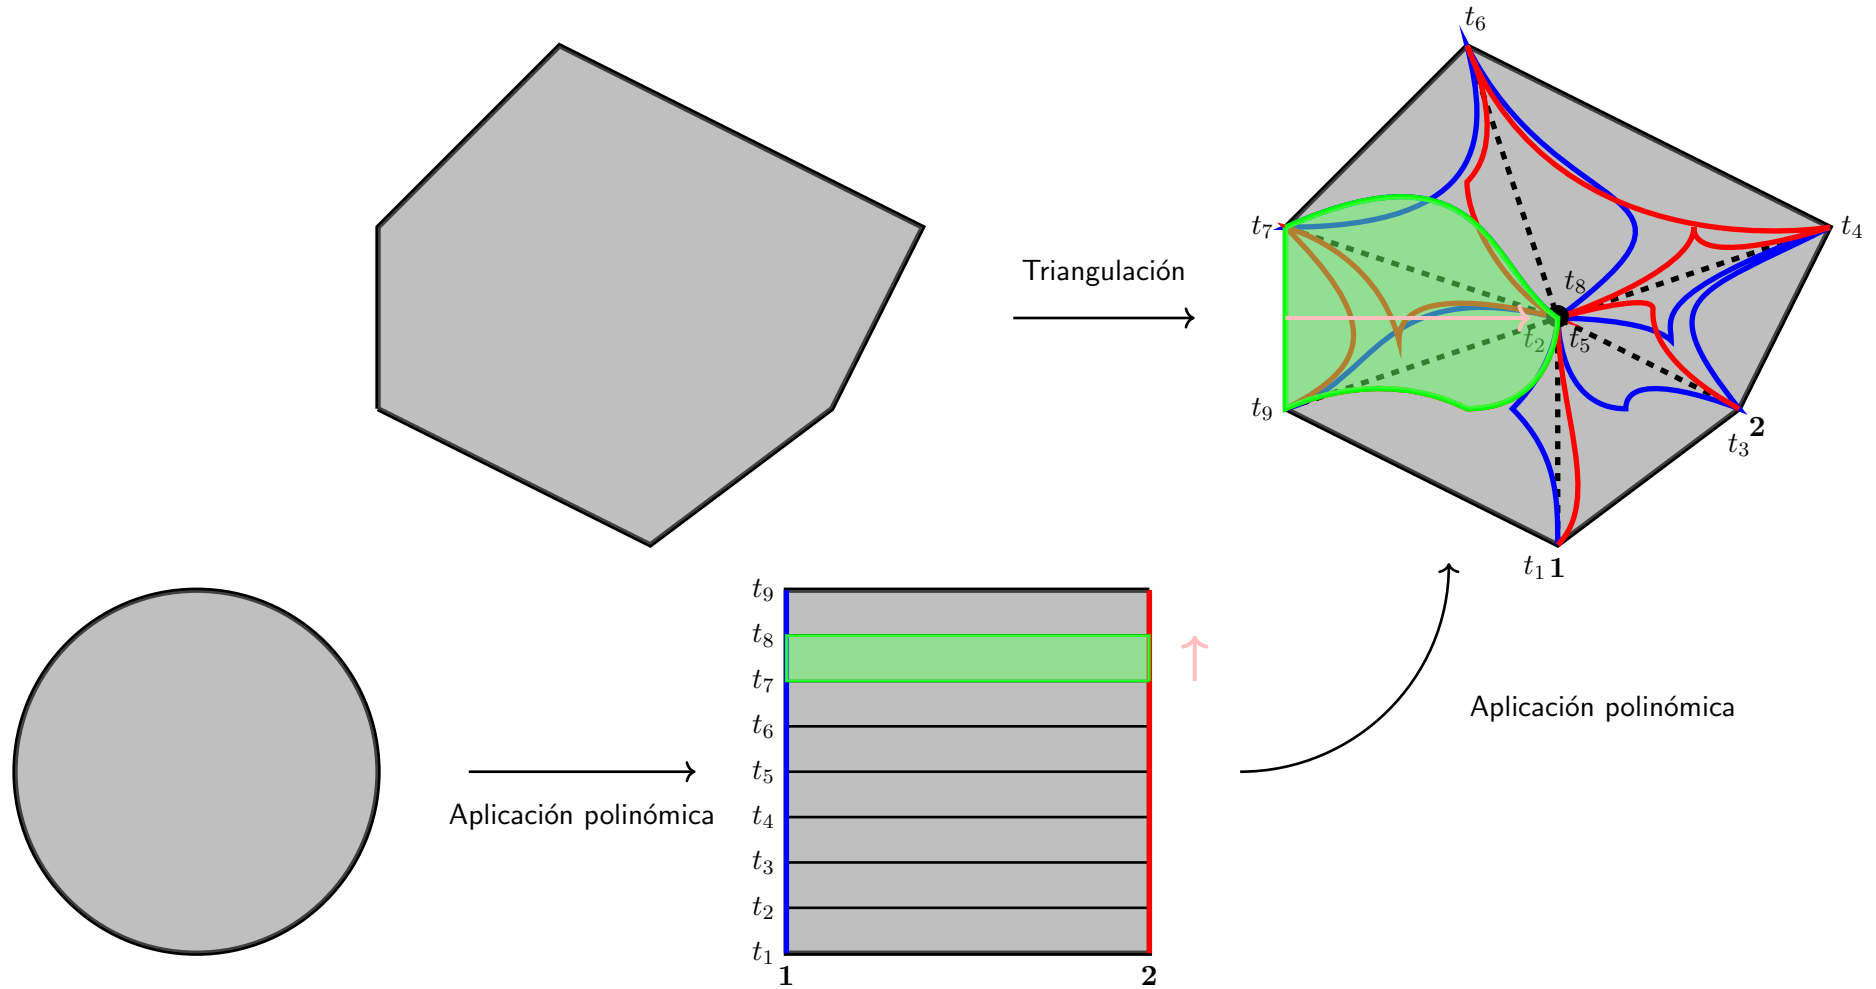 t₆
t₇
t₄
Triangulación
t₈
t₂
t₅
t₉
2
t₃
t₁ 1
t₉
t₈
t₇
t₆
t₅
t₄
t₃
t₂
t₁
1
2
Aplicación polinómica
Aplicación polinómica